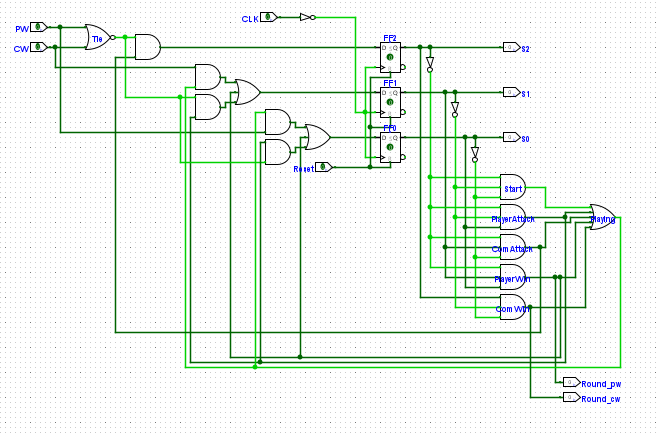 CLK
PW
Tie
CW
FF2
D Q
S2
FF1
D Q
S1
FF0
D Q
S0
Reset
Start
PlayerAttack
Playing
Com Attack
PlayerWin
Com Win
Round_pw
Round_cw